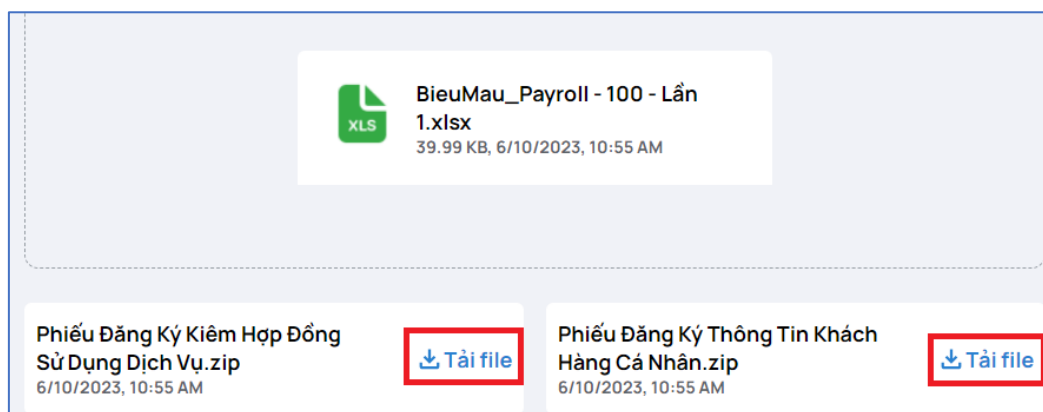 XLS
BieuMau_Payroll - 100 - Lần
1.xlsx
39.99 KB, 6/10/2023, 10:55 AM
Phiếu Đăng Ký Kiêm Hợp Đồng
Sử Dụng Dịch Vụ.zip
6/10/2023, 10:55 AM
Tải file
Phiếu Đăng Ký Thông Tin Khách
Hàng Cá Nhân.zip
6/10/2023, 10:55 AM
Tải file